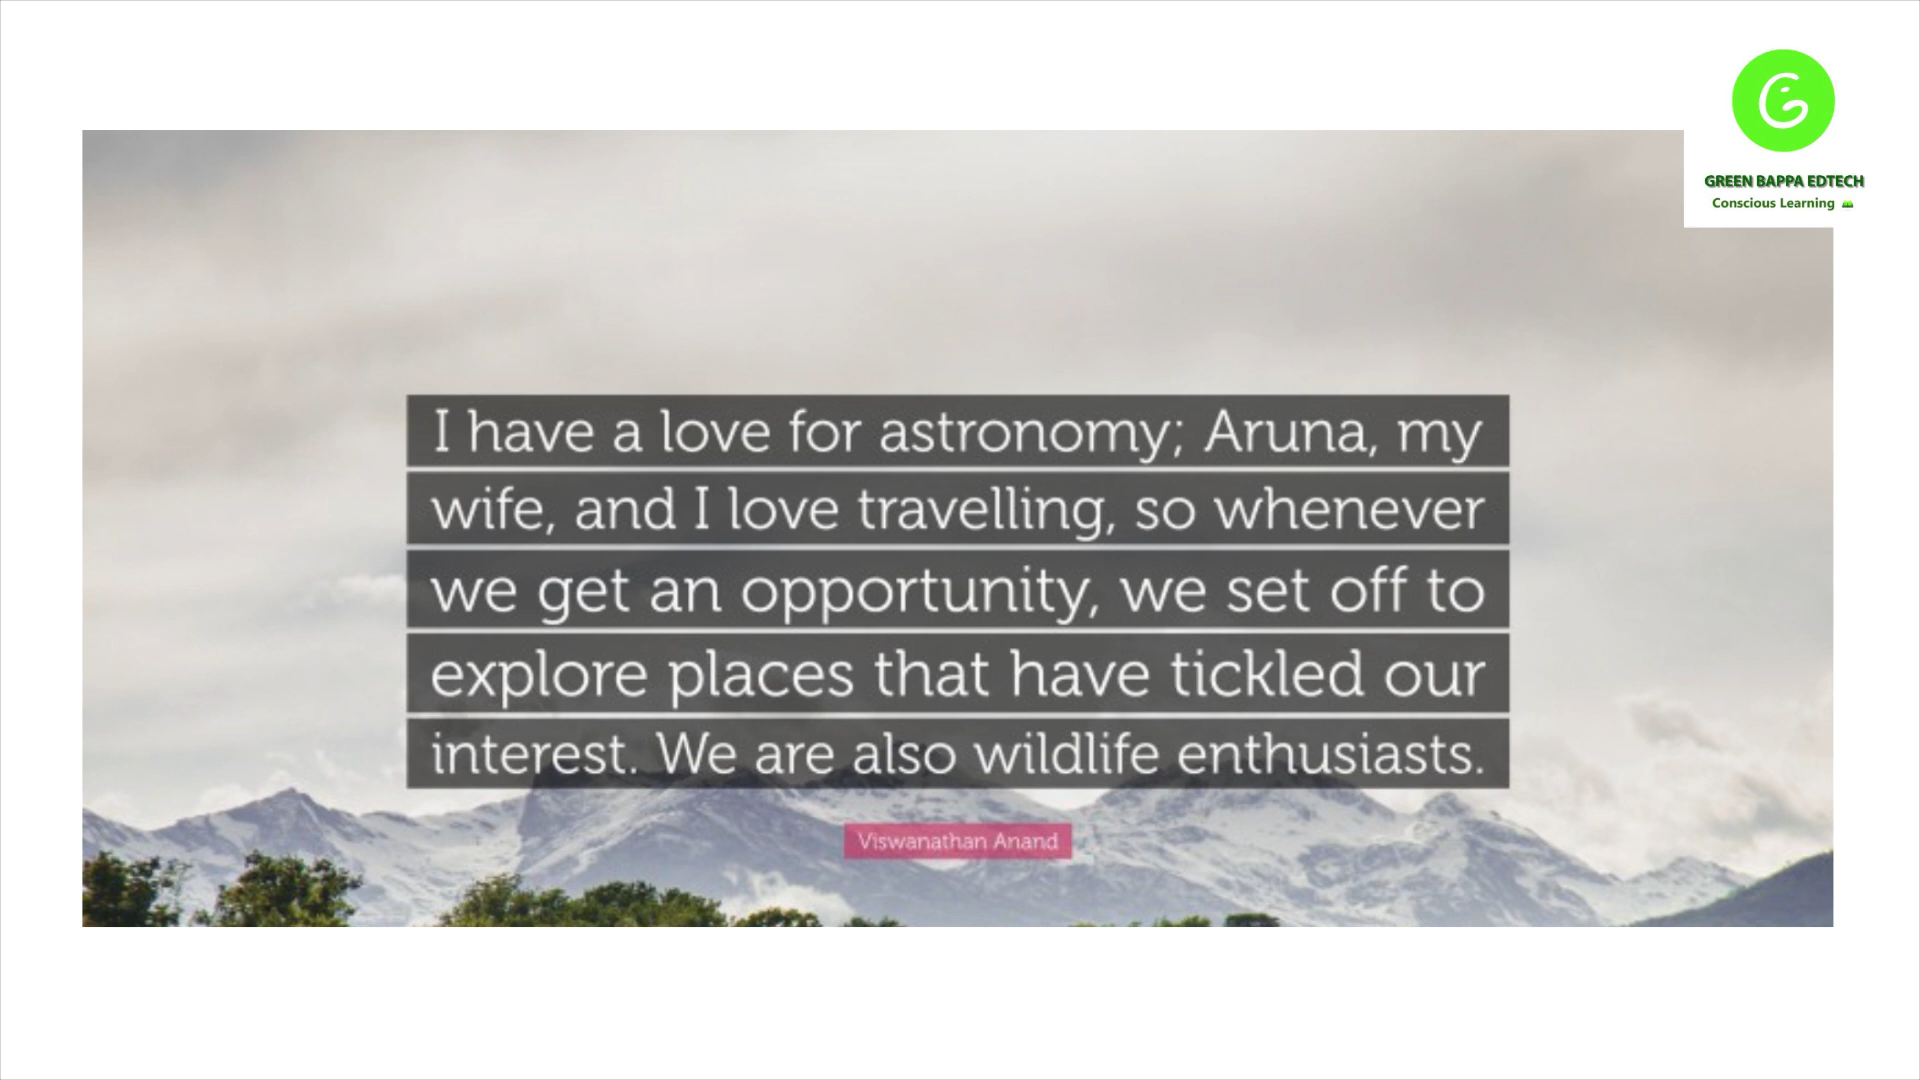 GREEN BAPPA EDTECH
Conscious Learning
I have a love for astronomy; Aruna, my
wife, and I love travelling, so whenever
we get an opportunity, we set off to
explore places that have tickled our
interest. We are also wildlife enthusiasts.
Viswanathan Anand